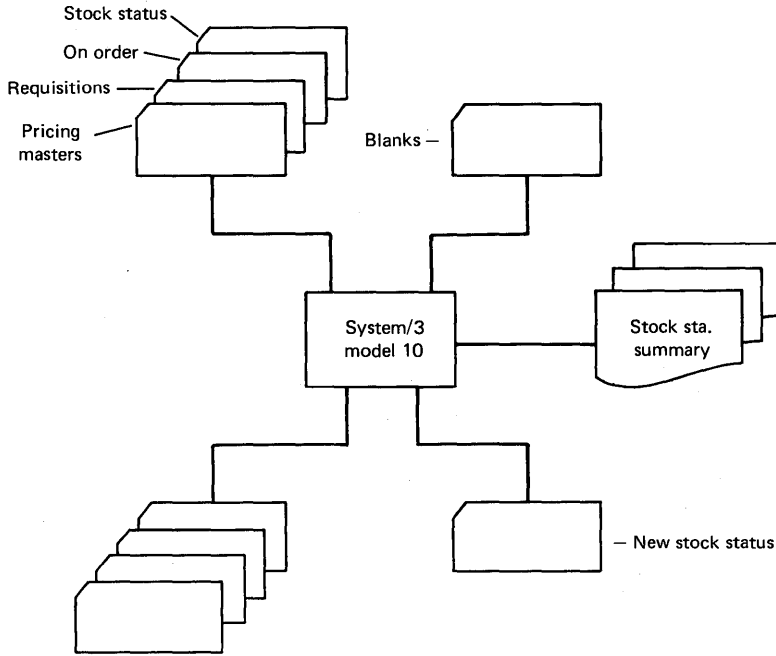 Stock status
On order
Requisitions
Pricing
masters
Blanks –
System/3
model 10
Stock sta.
summary
– New stock status